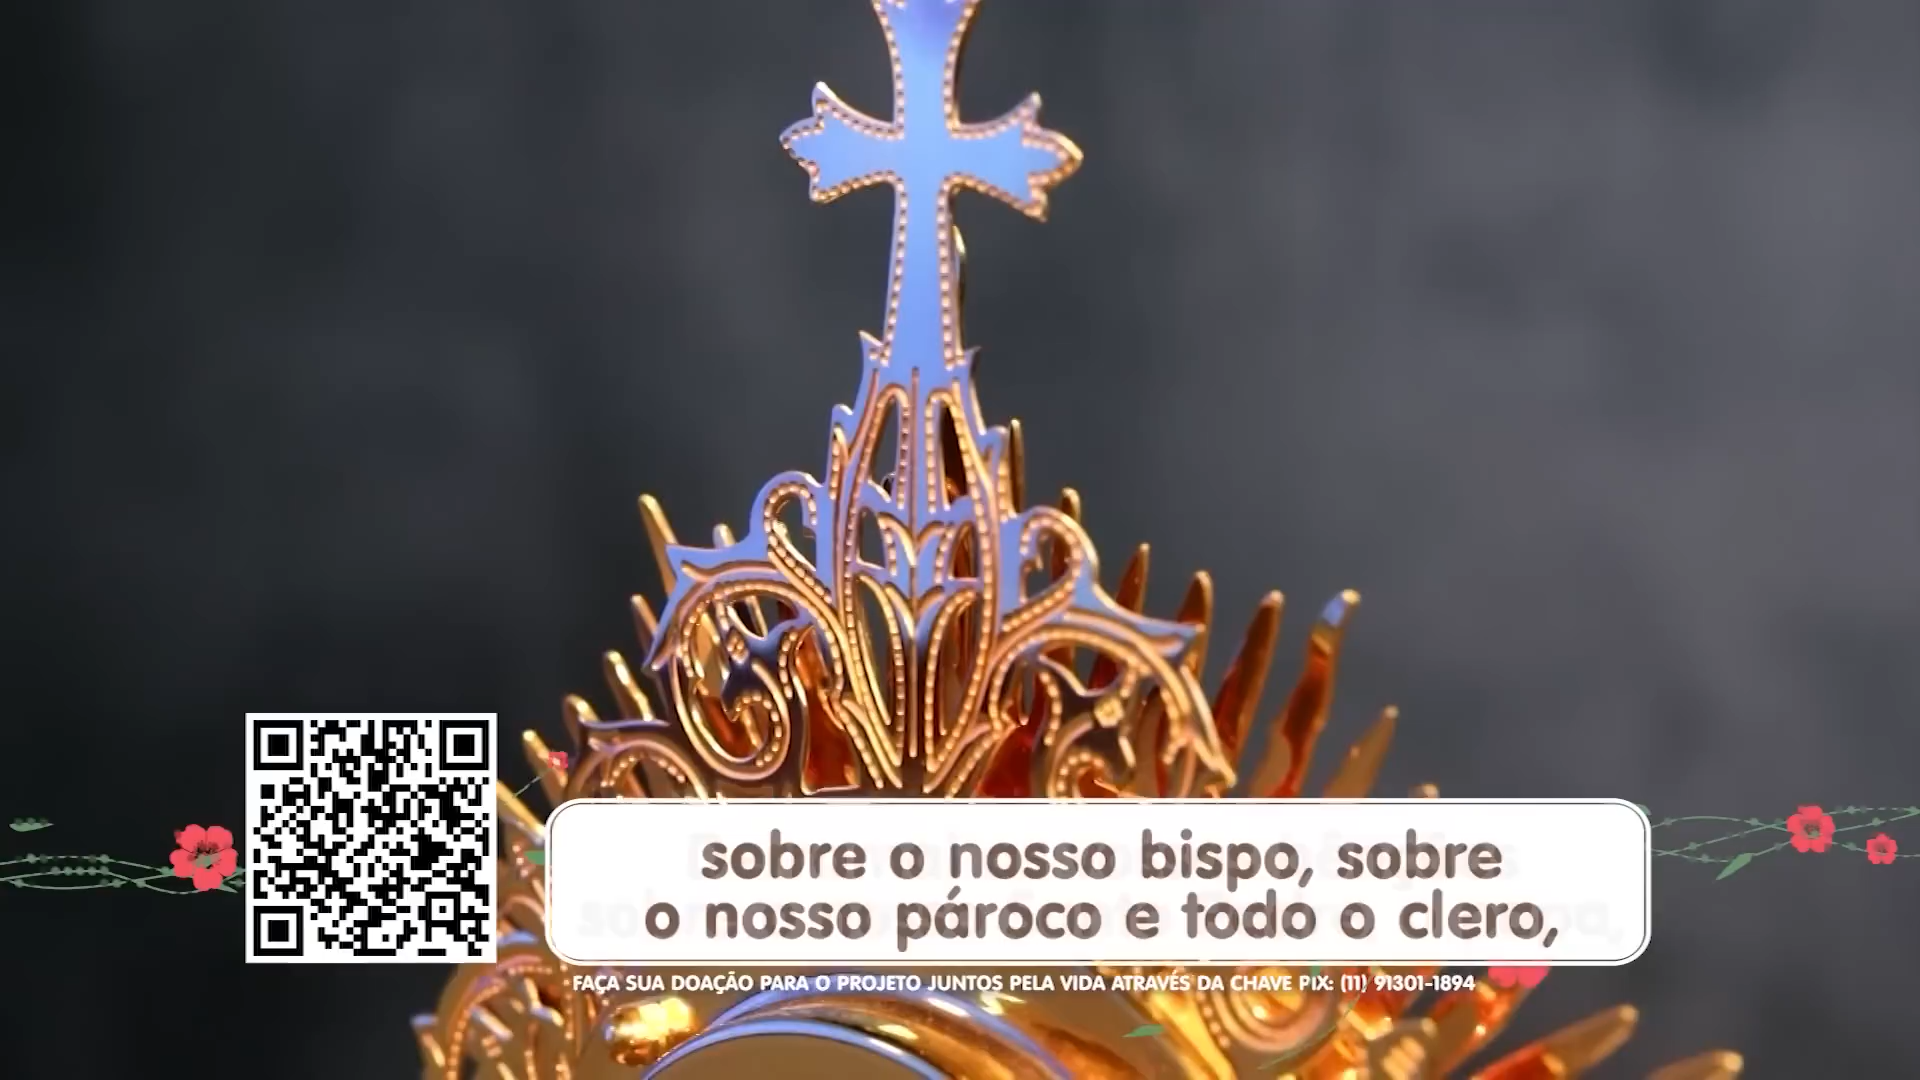 sobre o nosso bispo, sobre
o nosso pároco e todo o clero,
FAÇA SUA DOAÇÃO PARA O PROJETO JUNTOS PELA VIDA ATRAVÉS DA CHAVE PIX: (11) 91301-1894